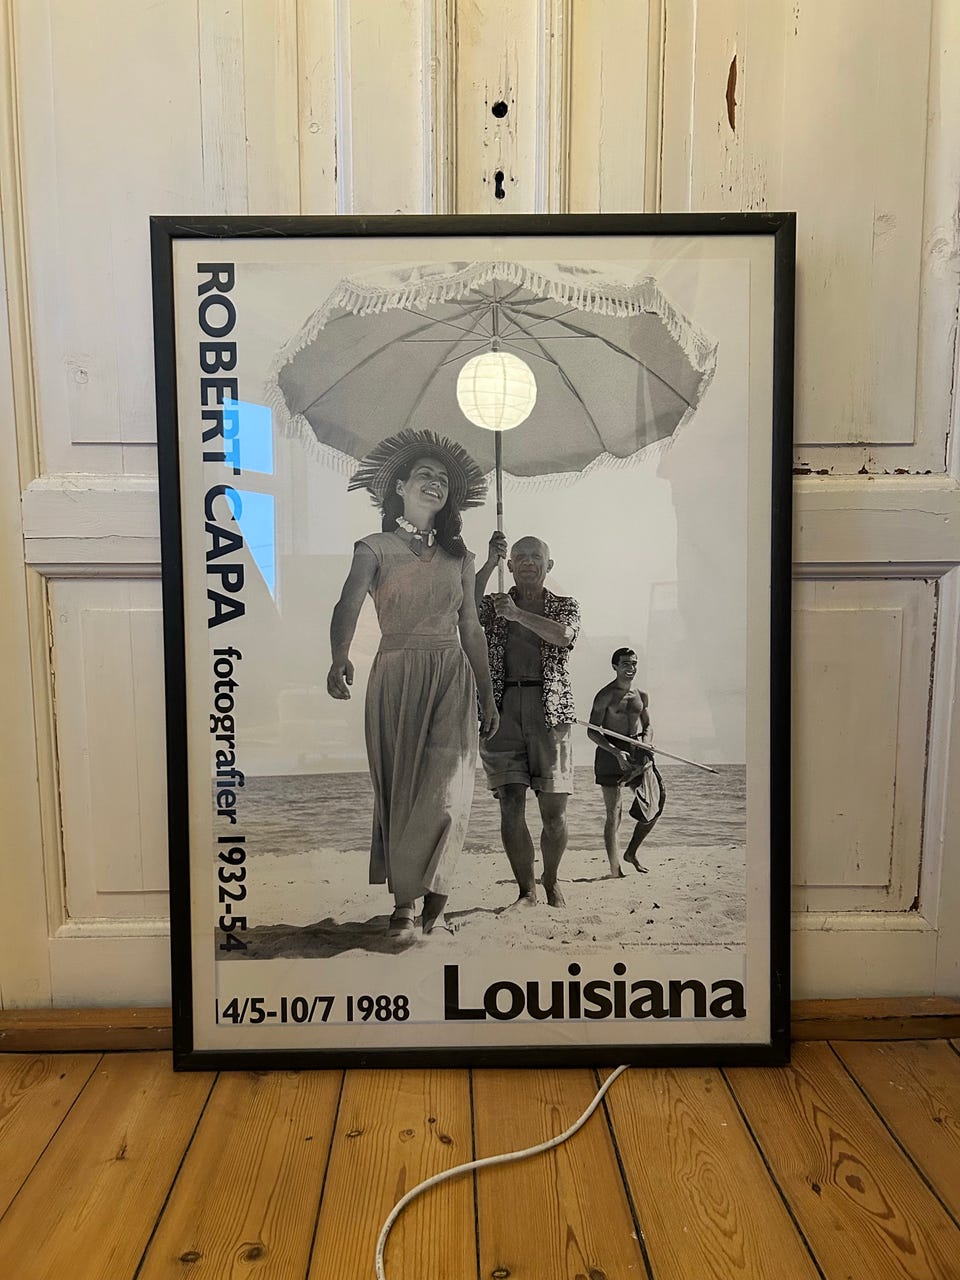 ROBERT CAPA fotografier 1932-54
14/5-10/7 1988
Louisiana